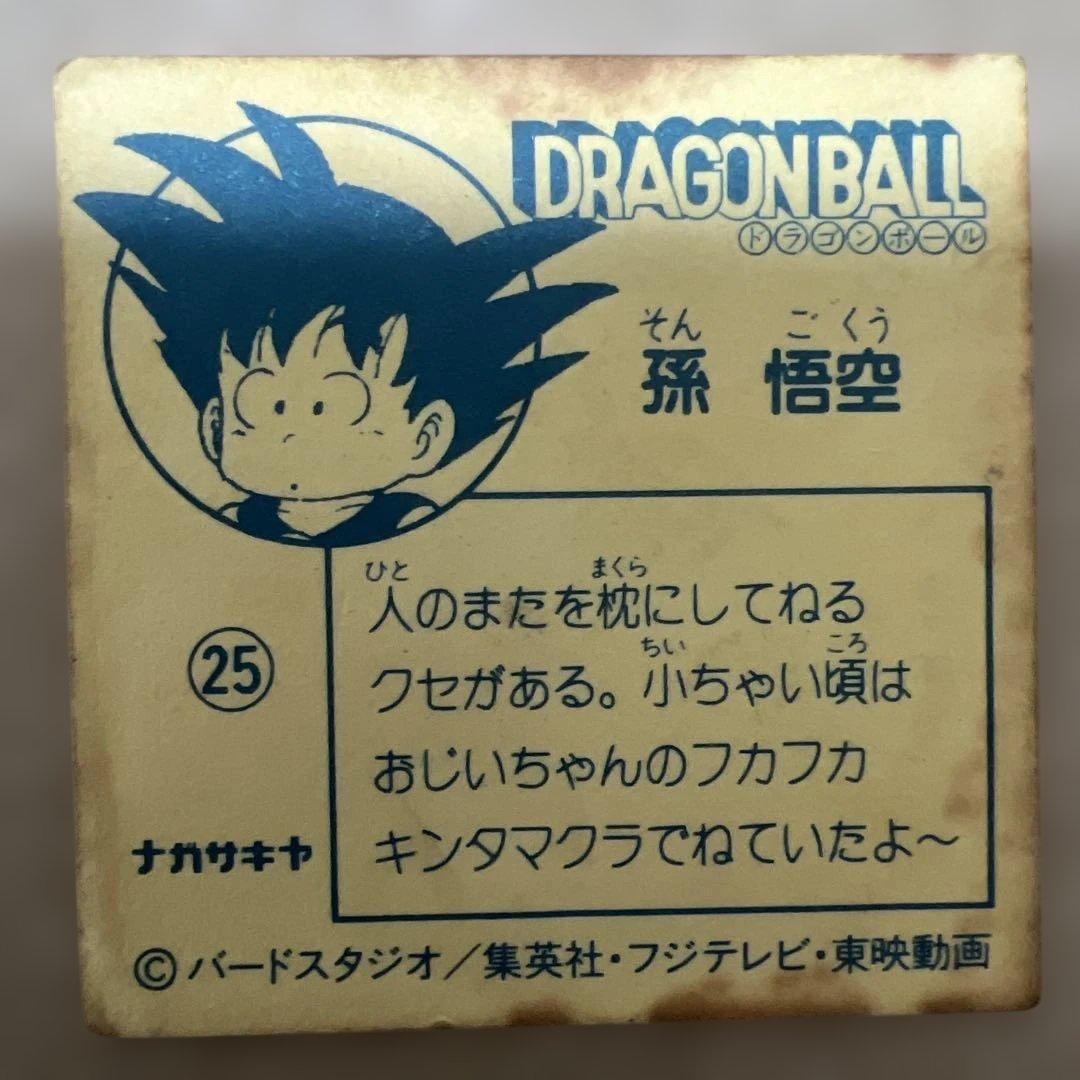 DRAGONBALL
ドラゴンボール
そん ごくう
孫 悟空
ひと まくら
人のまたを枕にしてねる
ちい ころ
クセがある。小ちゃい頃は
おじいちゃんのフカフカ
キンタマクラでねていたよ〜
25
ナガサキヤ
©バードスタジオ/集英社・フジテレビ・東映動画